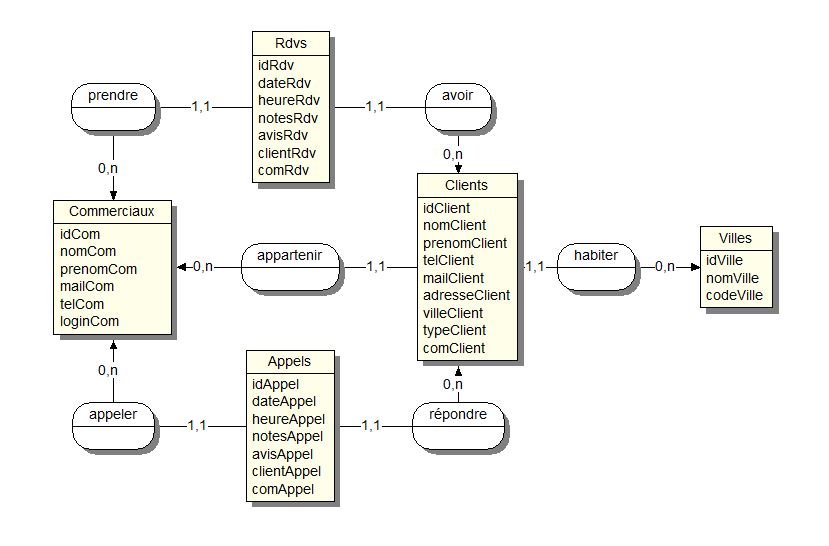 Rdvs
idRdv
dateRdv
heureRdv
notesRdv
avisRdv
clientRdv
comRdv
prendre
1,1
1,1
avoir
0,n
0,n
Commerciaux
idCom
nomCom
prenomCom
mailCom
telCom
loginCom
0,n
appartenir
1,1
Clients
idClient
nomClient
prenomClient
telClient
mailClient
adresseClient
villeClient
typeClient
comClient
1,1
habiter
0,n
Villes
idVille
nomVille
codeVille
0,n
0,n
appeler
1,1
Appels
idAppel
dateAppel
heureAppel
notesAppel
avisAppel
clientAppel
comAppel
1,1
répondre